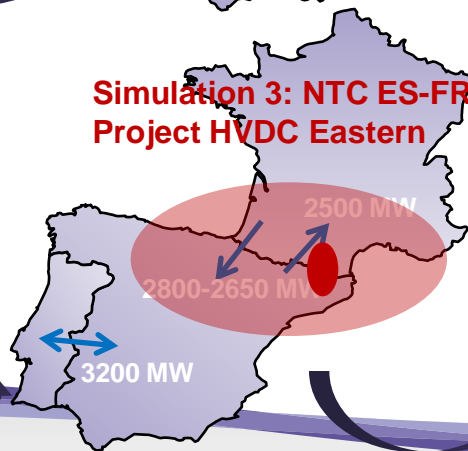 Simulation 3: NTC ES-FR
Project HVDC Eastern
2500 MW
2800-2650 MW
3200 MW